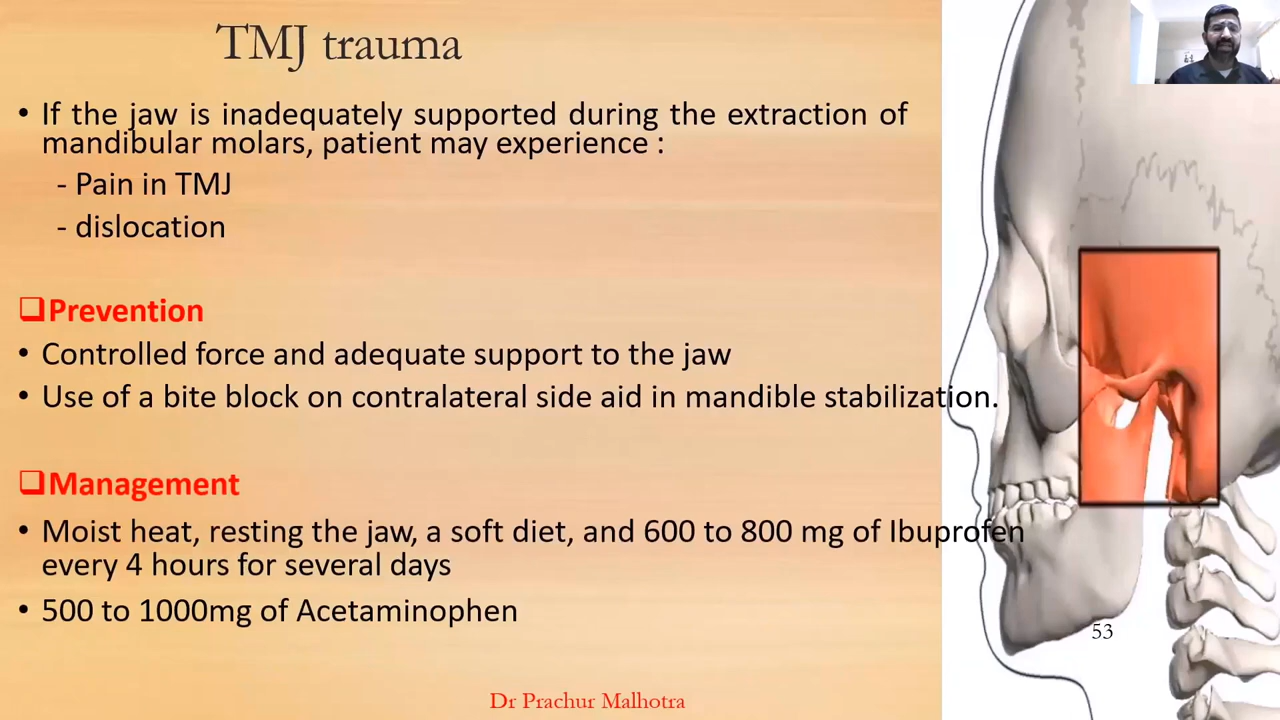 TMJ trauma
• If the jaw is inadequately supported during the extraction of
mandibular molars, patient may experience :
- Pain in TMJ
- dislocation
❑Prevention
• Controlled force and adequate support to the jaw
• Use of a bite block on contralateral side aid in mandible stabilization.
❑Management
• Moist heat, resting the jaw, a soft diet, and 600 to 800 mg of Ibuprofen
every 4 hours for several days
• 500 to 1000mg of Acetaminophen
53
Dr Prachur Malhotra